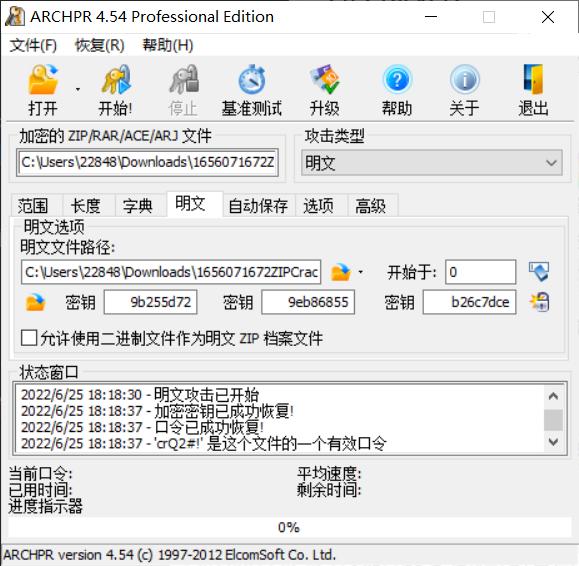 ARCHPR 4.54 Professional Edition
文件(F) 恢复(R) 帮助(H)
打开 开始! 停止 基准测试 升级 帮助 关于 退出
加密的 ZIP/RAR/ACE/ARJ 文件 攻击类型
C:\Users\22848\Downloads\1656071672Z 明文
范围 长度 字典 明文 自动保存 选项 高级
明文选项
明文文件路径:
C:\Users\22848\Downloads\1656071672ZIPCrac 开始于: 0
密钥 9b255d72 密钥 9eb86855 密钥 b26c7dce
允许使用二进制文件作为明文 ZIP 档案文件
状态窗口
2022/6/25 18:18:30 - 明文攻击已开始
2022/6/25 18:18:37 - 加密密钥已成功恢复!
2022/6/25 18:18:37 - 口令已成功恢复!
2022/6/25 18:18:37 - 'crQ2#!' 是这个文件的一个有效口令
当前口令: 平均速度:
已用时间: 剩余时间:
进度指示器
0%
ARCHPR version 4.54 (c) 1997-2012 ElcomSoft Co. Ltd.